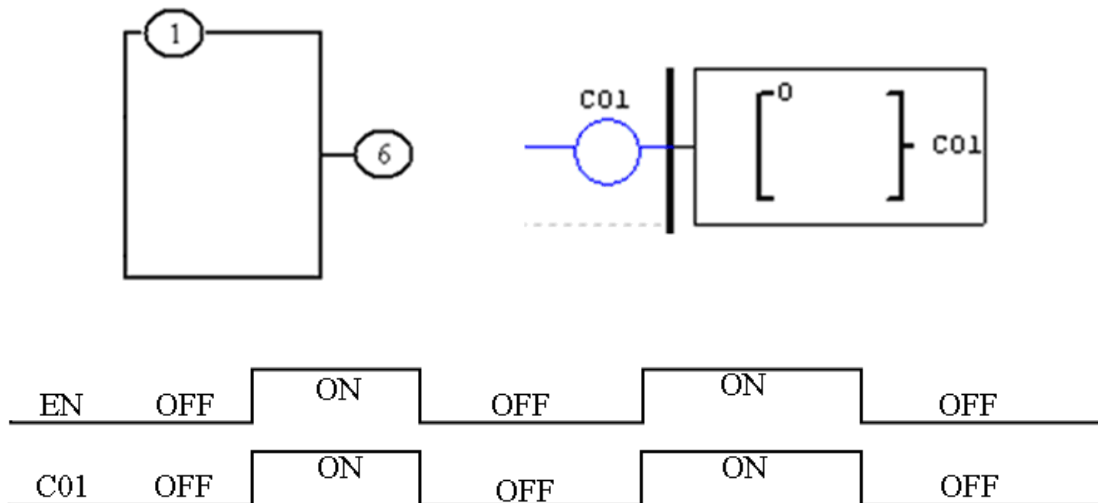 1
6
C01
0
C01
EN OFF ON OFF ON OFF
C01 OFF ON OFF ON OFF